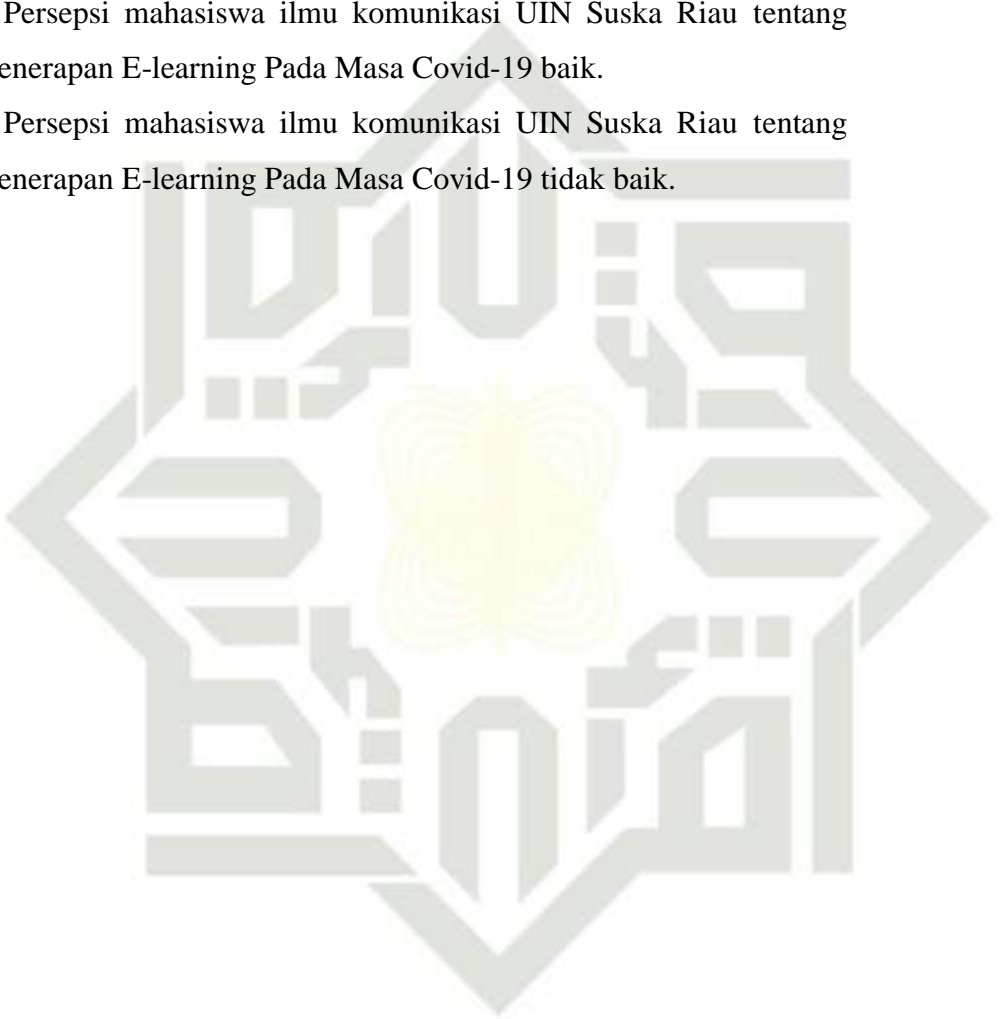 Persepsi mahasiswa ilmu komunikasi UIN Suska Riau tentang
enerapan E-learning Pada Masa Covid-19 baik.
Persepsi mahasiswa ilmu komunikasi UIN Suska Riau tentang
enerapan E-learning Pada Masa Covid-19 tidak baik.